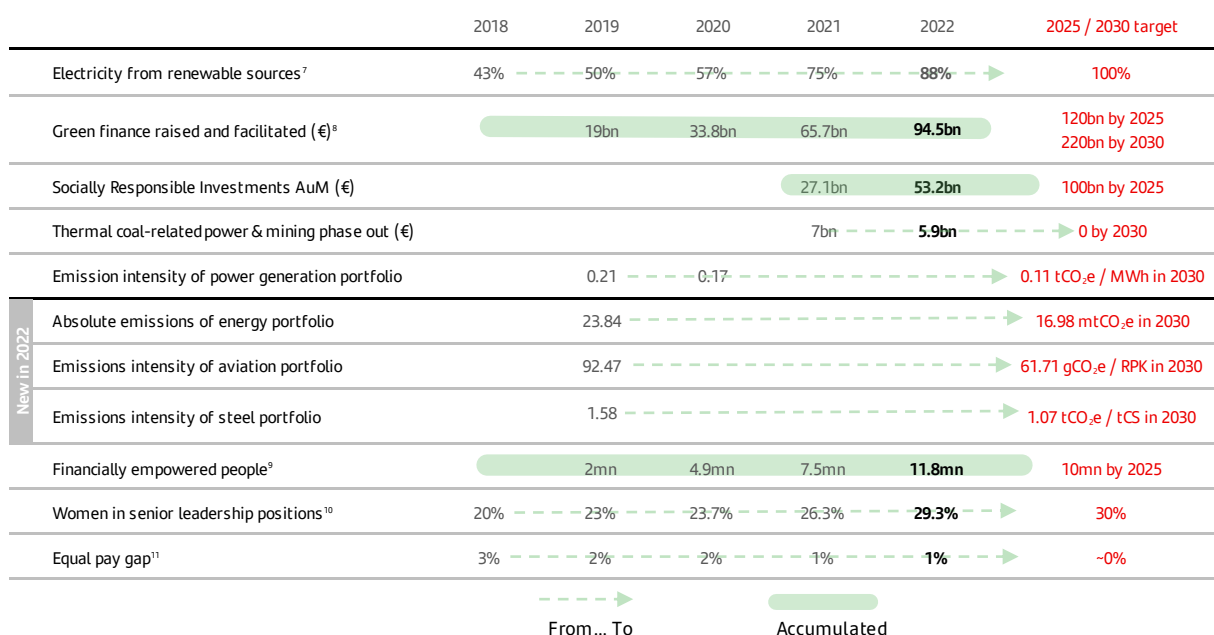 2018 2019 2020 2021 2022 2025 / 2030 target
Electricity from renewable sources⁷ 43% 50% 57% 75% 88% 100%
Green finance raised and facilitated (€)⁸ 19bn 33.8bn 65.7bn 94.5bn 120bn by 2025
220bn by 2030
Socially Responsible Investments AuM (€) 27.1bn 53.2bn 100bn by 2025
Thermal coal-related power & mining phase out (€) 7bn 5.9bn 0 by 2030
Emission intensity of power generation portfolio 0.21 0.17 0.11 tCO₂e / MWh in 2030
New in 2022
Absolute emissions of energy portfolio 23.84 16.98 mtCO₂e in 2030
Emissions intensity of aviation portfolio 92.47 61.71 gCO₂e / RPK in 2030
Emissions intensity of steel portfolio 1.58 1.07 tCO₂e / tCS in 2030
Financially empowered people⁹ 2mn 4.9mn 7.5mn 11.8mn 10mn by 2025
Women in senior leadership positions¹⁰ 20% 23% 23.7% 26.3% 29.3% 30%
Equal pay gap¹¹ 3% 2% 2% 1% 1% ~0%
From... To Accumulated